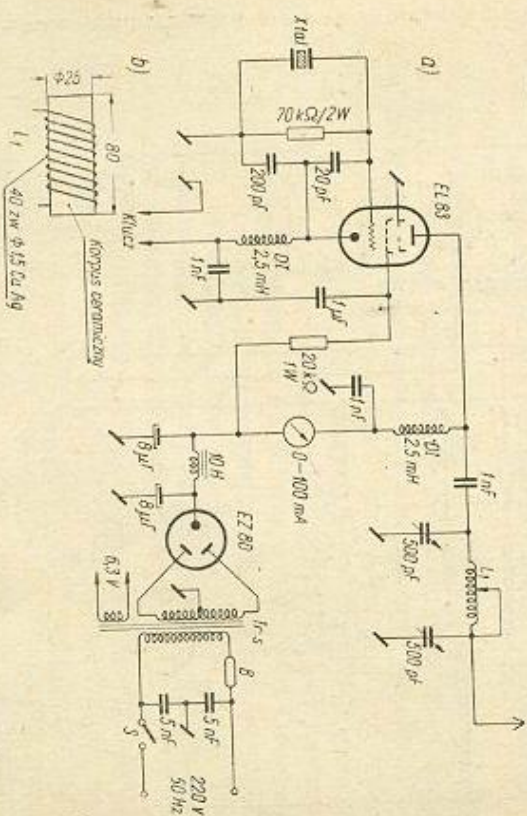 a)
EL 83
Xtal
70 kΩ/2W
20 pf
200 pf
Dł
2,5 mH
1 nF
Klucz
1 µF
20 kΩ
1W
1 nF
Dł
2,5 mH
0-100 mA
1 nF
500 pf
L₁
500 pf
8 µf
10 H
8 µf
EZ 80
6,3 V
Tr-s
B
5 nF
5 nF
S
220 V
50 Hz
b)
80
Φ25
Korpus ceramiczny
L₁
40 zw Φ 1,5 Cu Ag